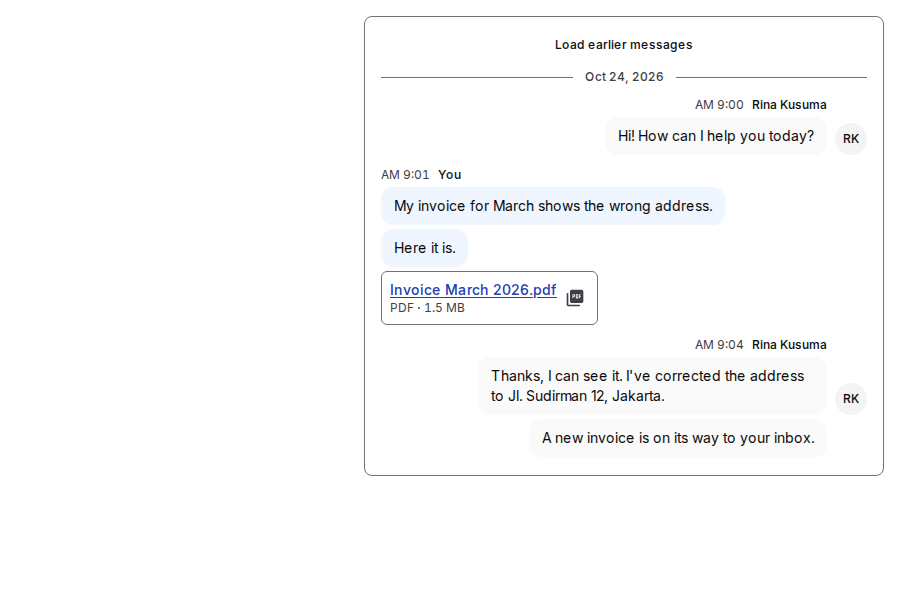 Load earlier messages
Oct 24, 2026
AM 9:00 Rina Kusuma
Hi! How can I help you today?
RK
AM 9:01 You
My invoice for March shows the wrong address.
Here it is.
Invoice March 2026.pdf
PDF · 1.5 MB
PDF
AM 9:04 Rina Kusuma
Thanks, I can see it. I've corrected the address
to Jl. Sudirman 12, Jakarta.
RK
A new invoice is on its way to your inbox.